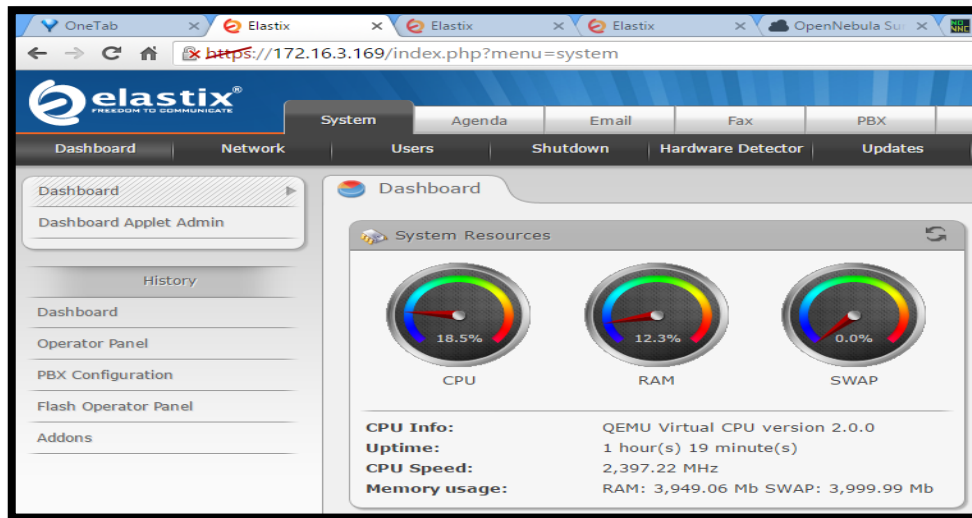 OneTab Elastix Elastix Elastix OpenNebula Su NO VNC
https://172.16.3.169/index.php?menu=system
elastix®
FREEDOM TO COMMUNICATE
System Agenda Email Fax PBX
Dashboard Network Users Shutdown Hardware Detector Updates
Dashboard
Dashboard Applet Admin
History
Dashboard
Operator Panel
PBX Configuration
Flash Operator Panel
Addons
Dashboard
System Resources
18.5% 12.3% 0.0%
CPU RAM SWAP
CPU Info: QEMU Virtual CPU version 2.0.0
Uptime: 1 hour(s) 19 minute(s)
CPU Speed: 2,397.22 MHz
Memory usage: RAM: 3,949.06 Mb SWAP: 3,999.99 Mb